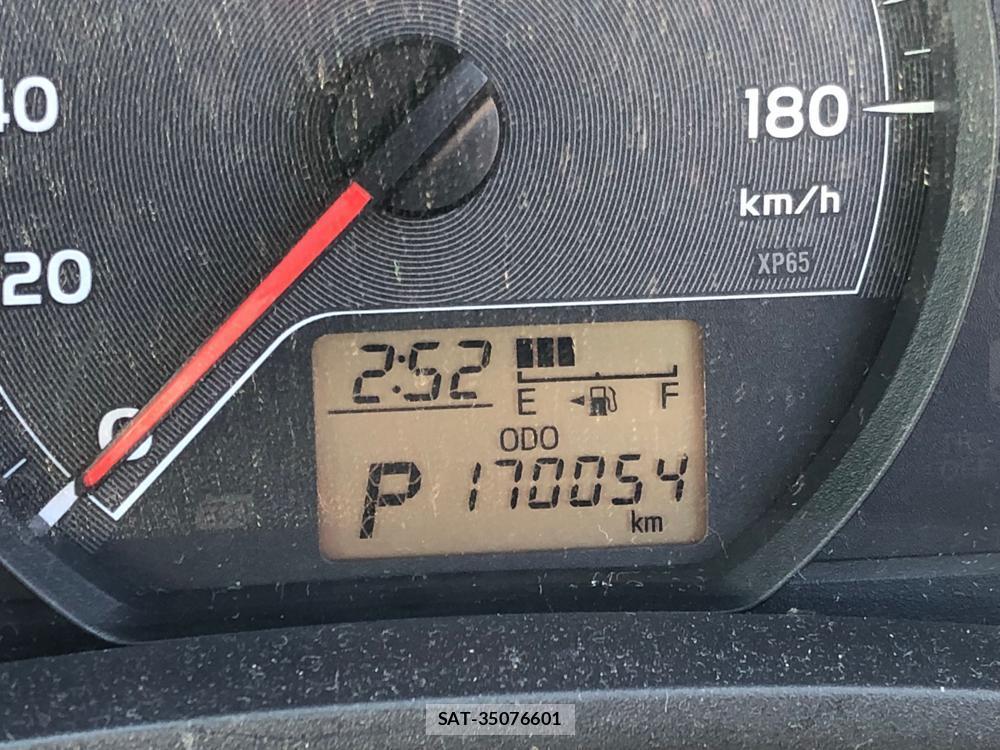 40
180
km/h
20
XP65
2:52
E F
0
ODO
P 170054
km
SAT-35076601